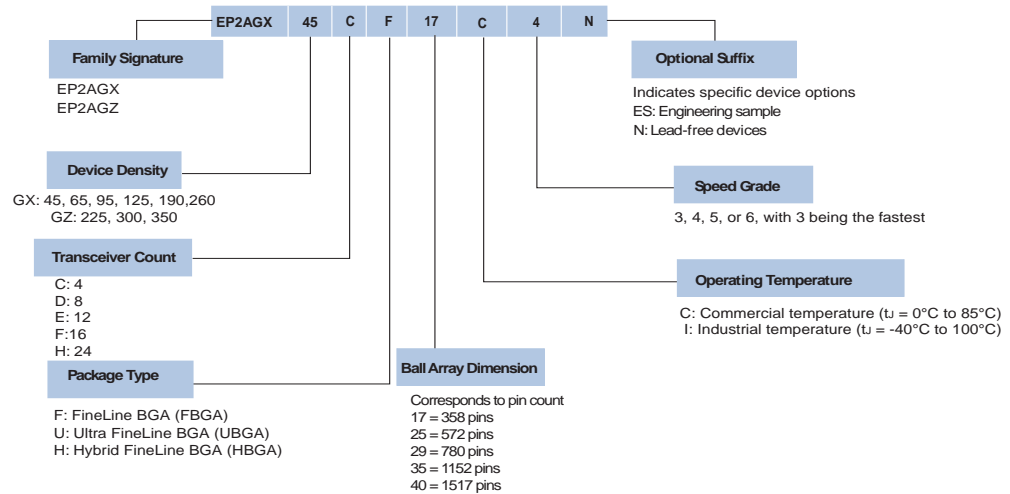 EP2AGX 45 C F 17 C 4 N
Family Signature
EP2AGX
EP2AGZ
Optional Suffix
Indicates specific device options
ES: Engineering sample
N: Lead-free devices
Device Density
GX: 45, 65, 95, 125, 190,260
GZ: 225, 300, 350
Speed Grade
3, 4, 5, or 6, with 3 being the fastest
Transceiver Count
C: 4
D: 8
E: 12
F:16
H: 24
Operating Temperature
C: Commercial temperature (tJ = 0°C to 85°C)
I: Industrial temperature (tJ = -40°C to 100°C)
Package Type
F: FineLine BGA (FBGA)
U: Ultra FineLine BGA (UBGA)
H: Hybrid FineLine BGA (HBGA)
Ball Array Dimension
Corresponds to pin count
17 = 358 pins
25 = 572 pins
29 = 780 pins
35 = 1152 pins
40 = 1517 pins